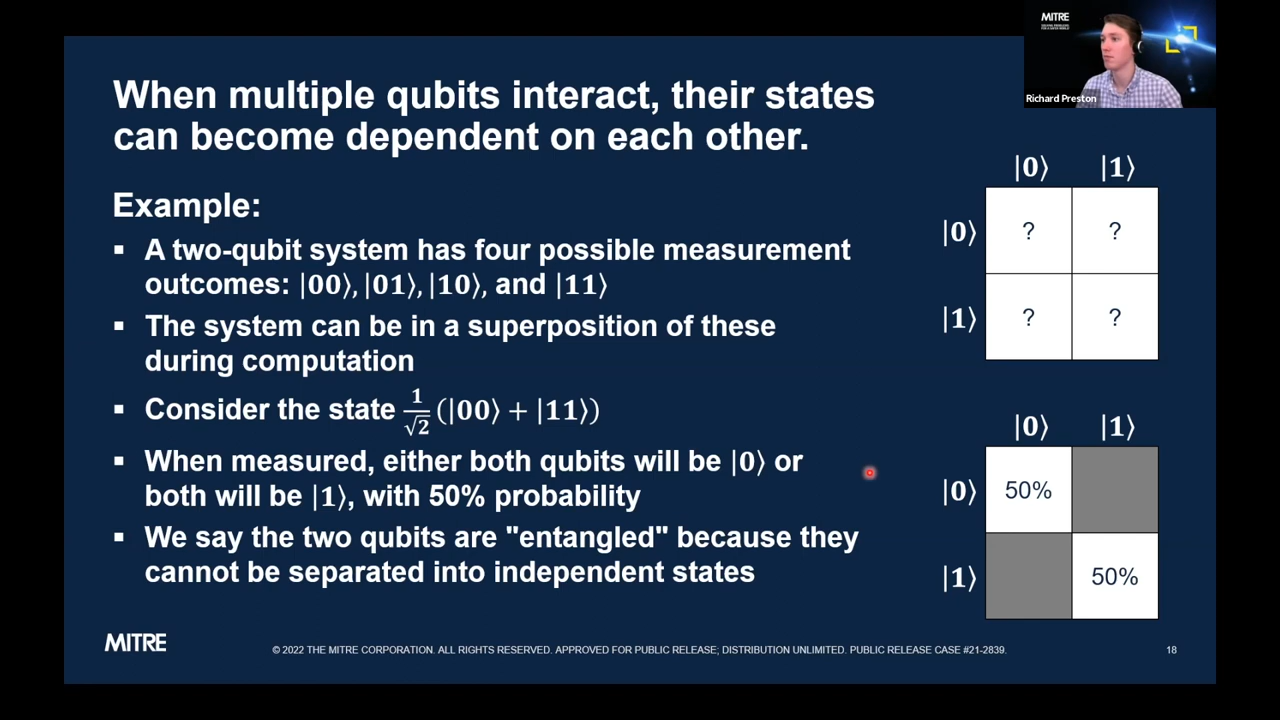 MITRE
Richard Preston
When multiple qubits interact, their states
can become dependent on each other.
Example:
▪ A two-qubit system has four possible measurement
outcomes: |00⟩, |01⟩, |10⟩, and |11⟩
▪ The system can be in a superposition of these
during computation
▪ Consider the state 1/√2 (|00⟩ + |11⟩)
▪ When measured, either both qubits will be |0⟩ or
both will be |1⟩, with 50% probability
▪ We say the two qubits are "entangled" because they
cannot be separated into independent states
|0⟩ |1⟩
|0⟩ ? ?
|1⟩ ? ?
|0⟩ |1⟩
|0⟩ 50%
|1⟩ 50%
MITRE
© 2022 THE MITRE CORPORATION. ALL RIGHTS RESERVED. APPROVED FOR PUBLIC RELEASE; DISTRIBUTION UNLIMITED. PUBLIC RELEASE CASE #21-2839.
18